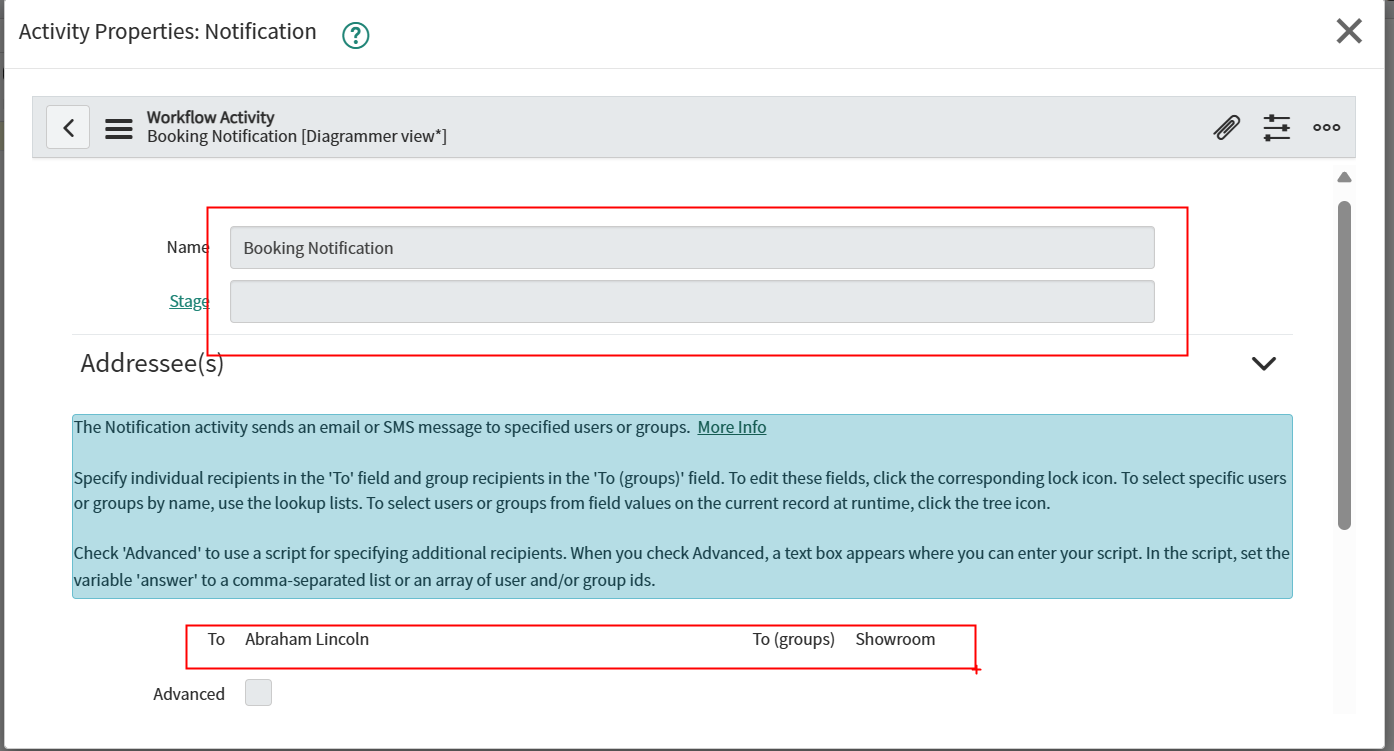 Activity Properties: Notification ?
Workflow Activity
Booking Notification [Diagrammer view*]
Name Booking Notification
Stage
Addressee(s)
The Notification activity sends an email or SMS message to specified users or groups. More Info
Specify individual recipients in the 'To' field and group recipients in the 'To (groups)' field. To edit these fields, click the corresponding lock icon. To select specific users
or groups by name, use the lookup lists. To select users or groups from field values on the current record at runtime, click the tree icon.
Check 'Advanced' to use a script for specifying additional recipients. When you check Advanced, a text box appears where you can enter your script. In the script, set the
variable 'answer' to a comma-separated list or an array of user and/or group ids.
To Abraham Lincoln To (groups) Showroom
Advanced